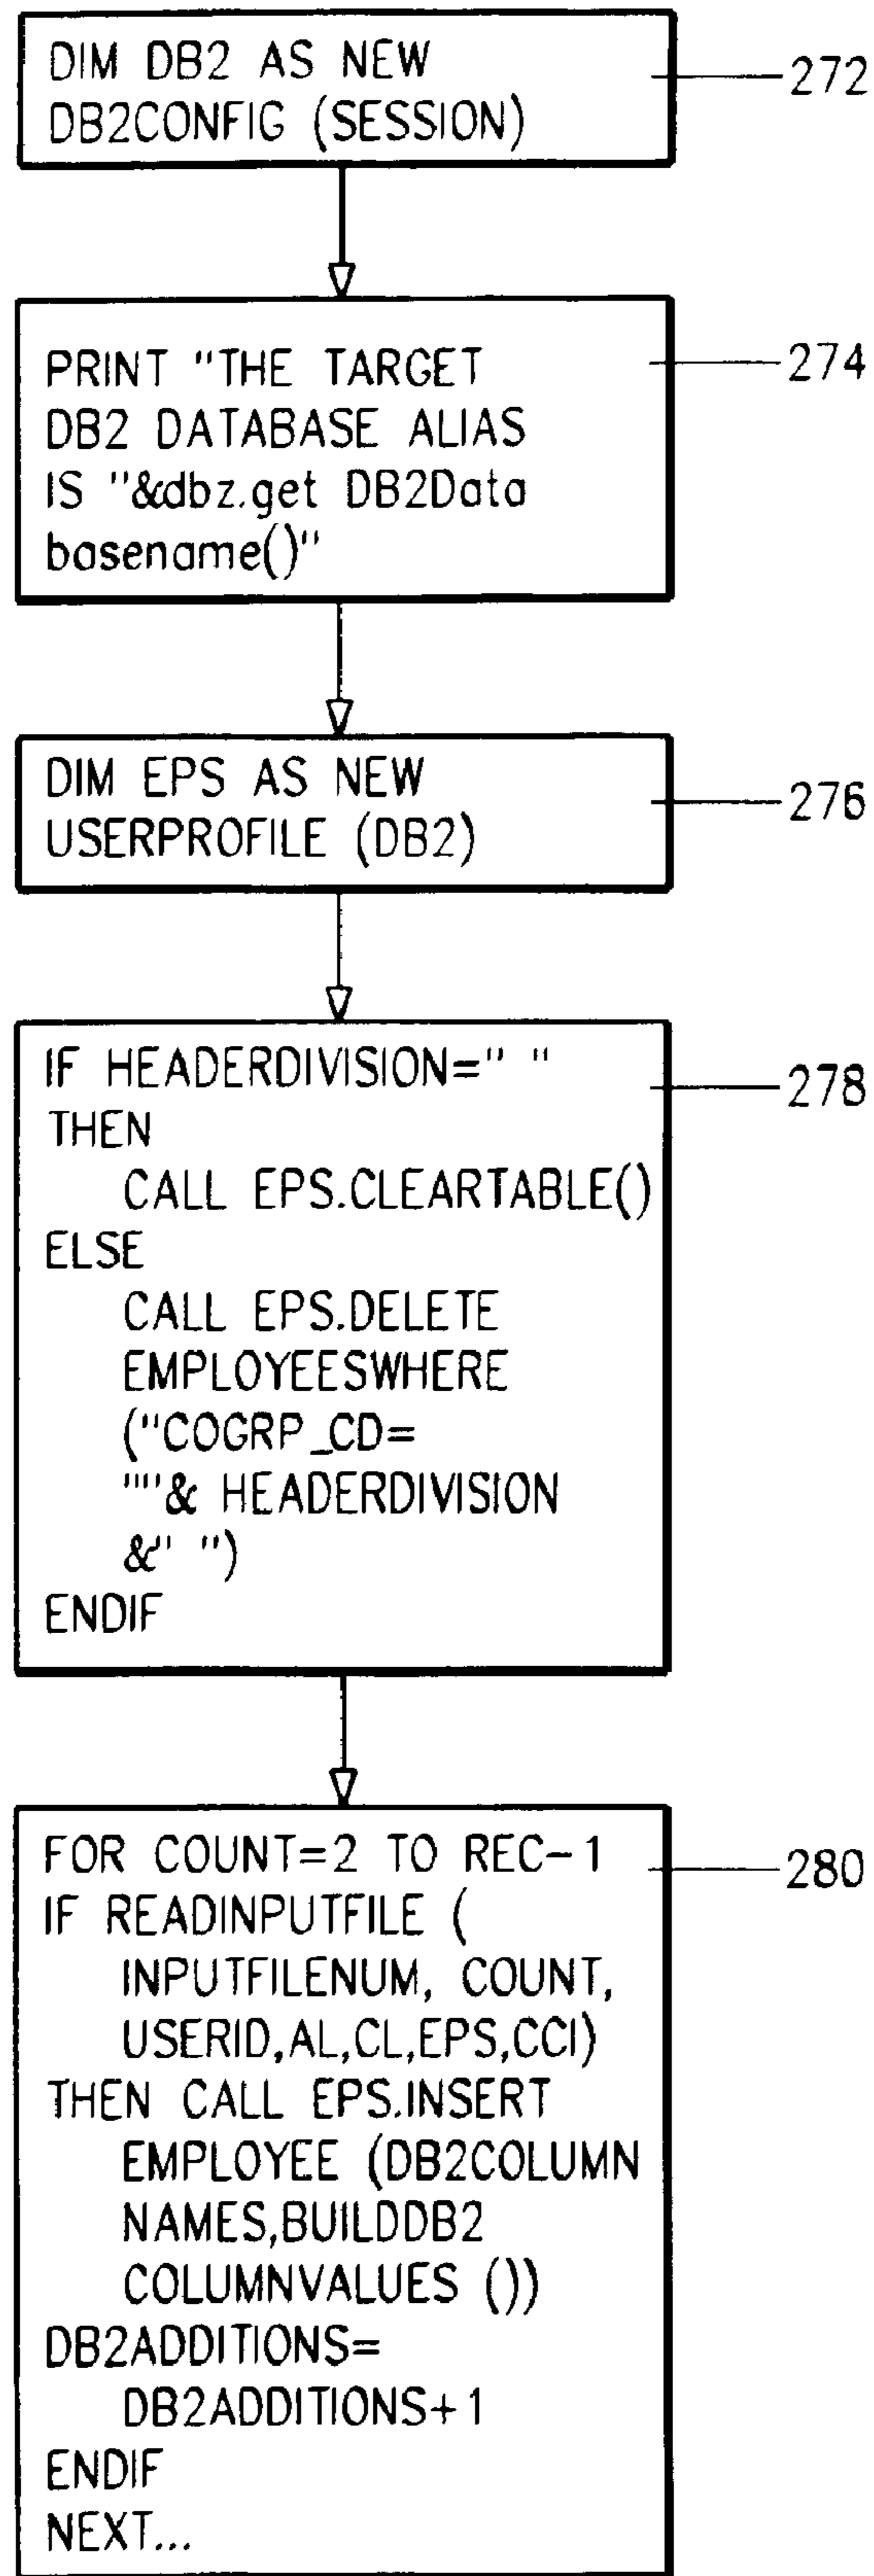 DIM DB2 AS NEW
DB2CONFIG (SESSION)
272
PRINT "THE TARGET
DB2 DATABASE ALIAS
IS "&dbz.get DB2Data
basename()"
274
DIM EPS AS NEW
USERPROFILE (DB2)
276
IF HEADERDIVISION=" "
THEN
CALL EPS.CLEARTABLE()
ELSE
CALL EPS.DELETE
EMPLOYEESWHERE
("COGRP_CD=
""& HEADERDIVISION
&" ")
ENDIF
278
FOR COUNT=2 TO REC-1
IF READINPUTFILE (
INPUTFILENUM, COUNT,
USERID,AL,CL,EPS,CCI)
THEN CALL EPS.INSERT
EMPLOYEE (DB2COLUMN
NAMES,BUILDDB2
COLUMNVALUES ())
DB2ADDITIONS=
DB2ADDITIONS+1
ENDIF
NEXT...
280